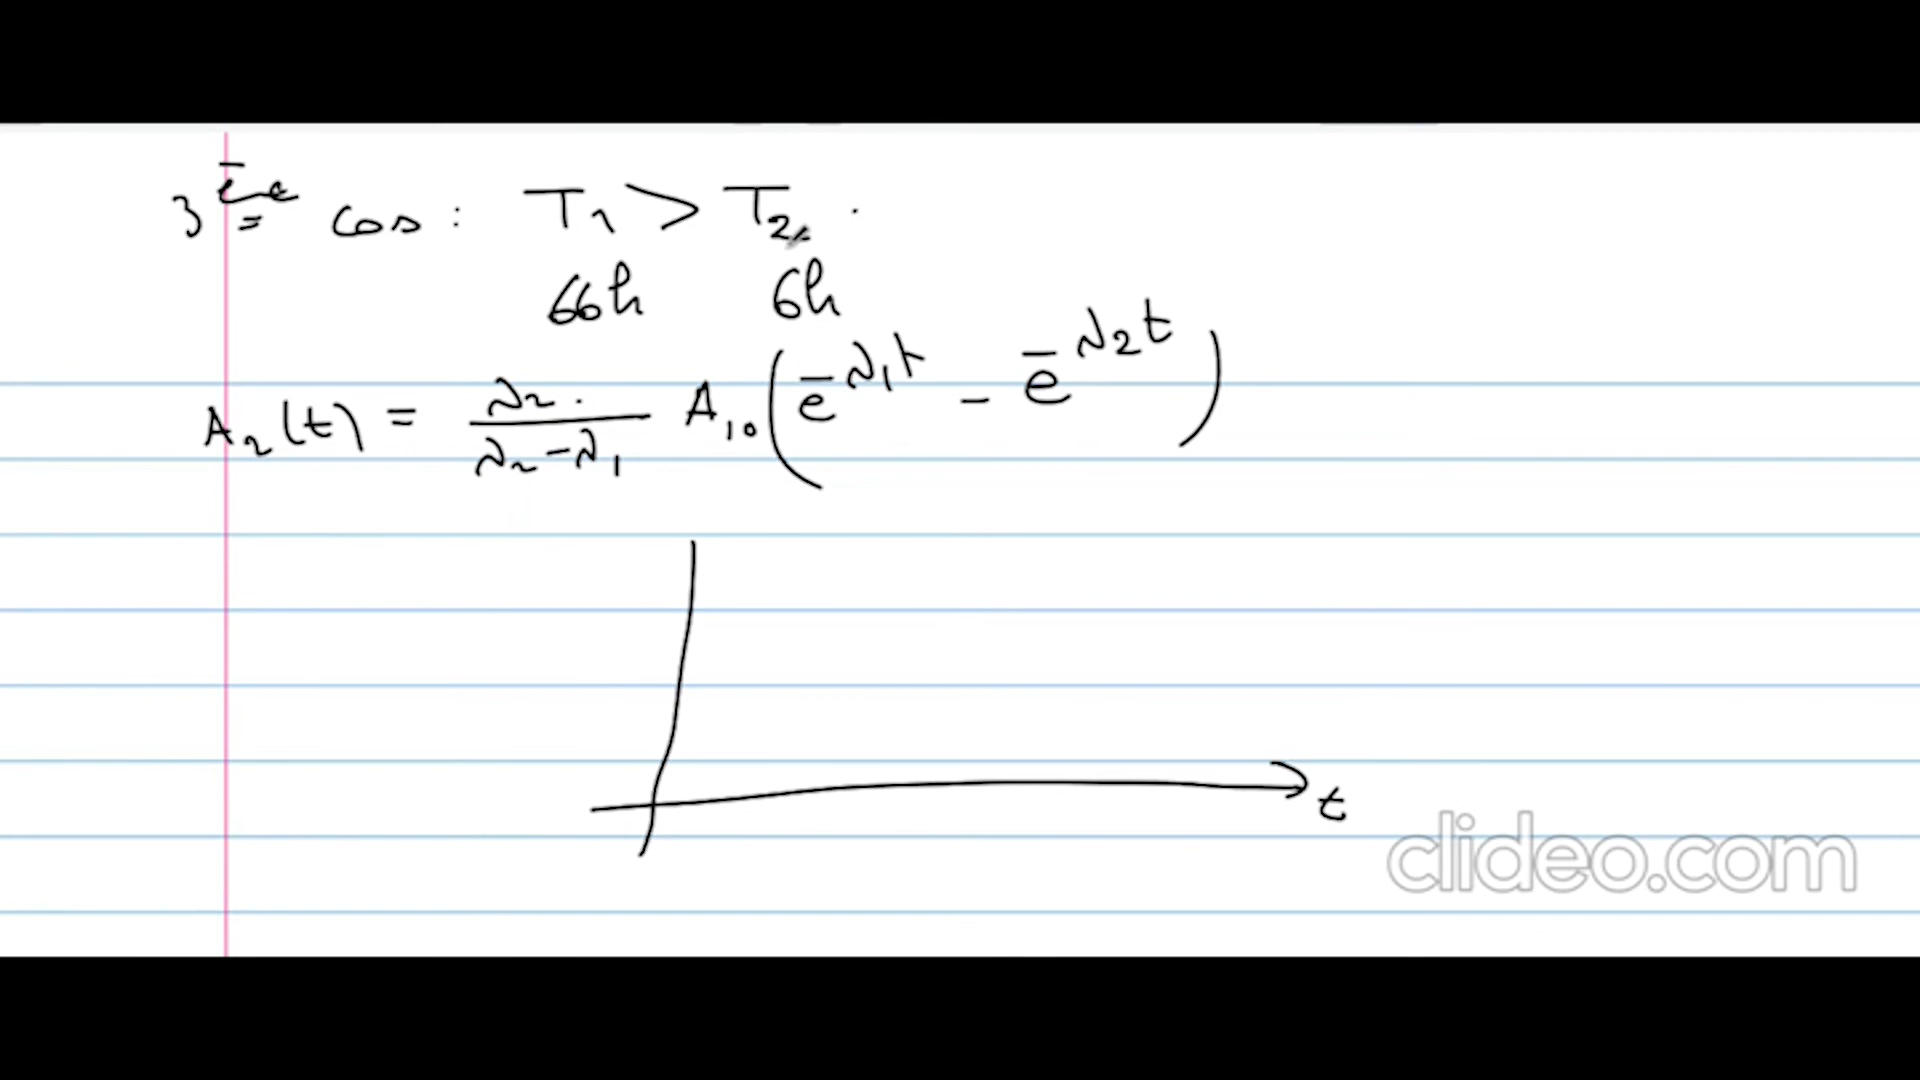 3ème cas : T1 > T2.
66h 6h
A2(t) = λ2 / (λ2 - λ1) A10 (e^-λ1t - e^-λ2t)
t
clideo.com